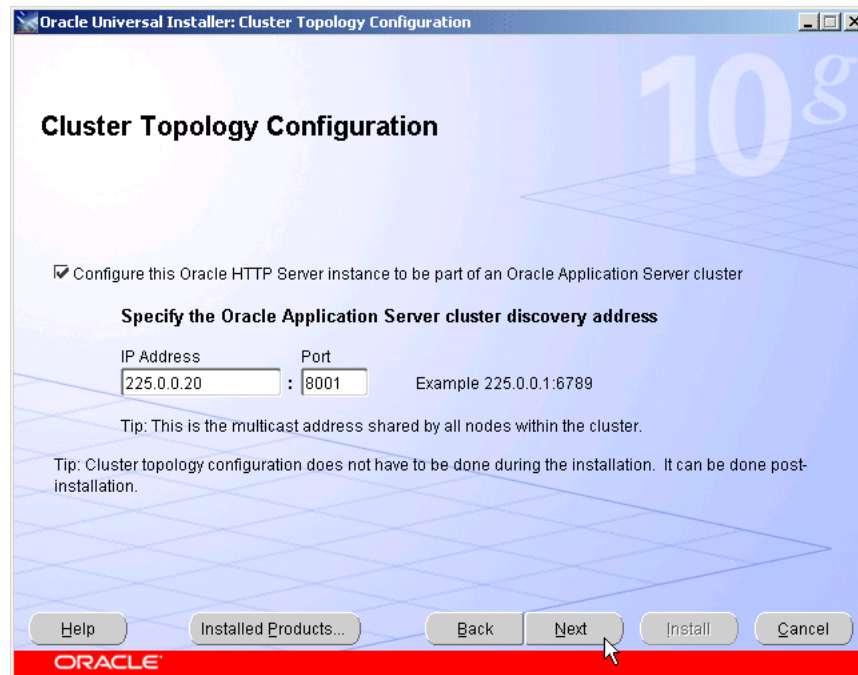 Oracle Universal Installer: Cluster Topology Configuration
10g
Cluster Topology Configuration
Configure this Oracle HTTP Server instance to be part of an Oracle Application Server cluster
Specify the Oracle Application Server cluster discovery address
IP Address Port
225.0.0.20 : 8001 Example 225.0.0.1:6789
Tip: This is the multicast address shared by all nodes within the cluster.
Tip: Cluster topology configuration does not have to be done during the installation. It can be done post-
installation.
Help Installed Products... Back Next Install Cancel
ORACLE